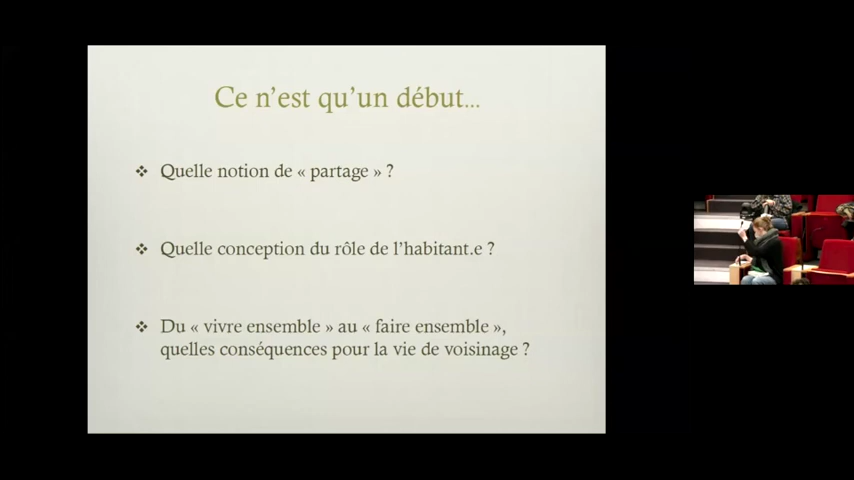 Ce n'est qu'un début...
❖ Quelle notion de « partage » ?
❖ Quelle conception du rôle de l'habitant.e ?
❖ Du « vivre ensemble » au « faire ensemble »,
quelles conséquences pour la vie de voisinage ?